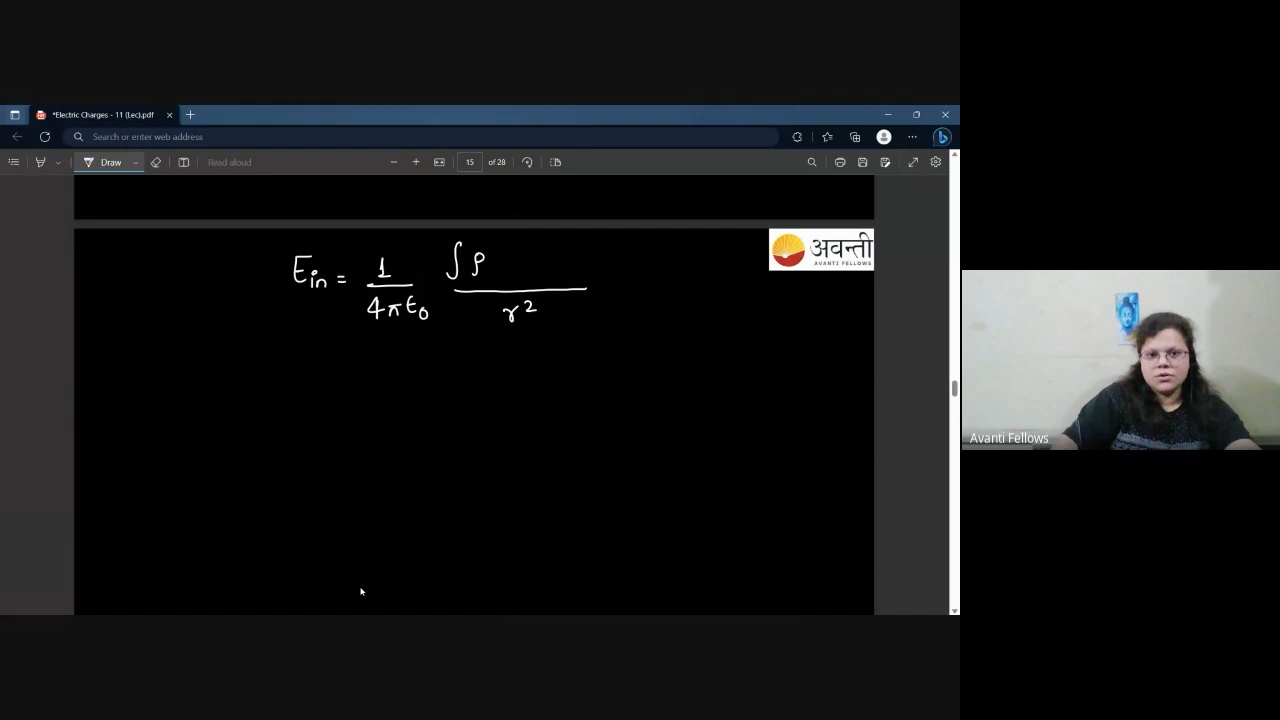 *Electric Charges - 11 (Lec).pdf
Search or enter web address
Draw
Read aloud
15 of 28
E_in = 1/4πε₀ ∫ρ/r²
अवन्ती
AVANTI FELLOWS
Avanti Fellows